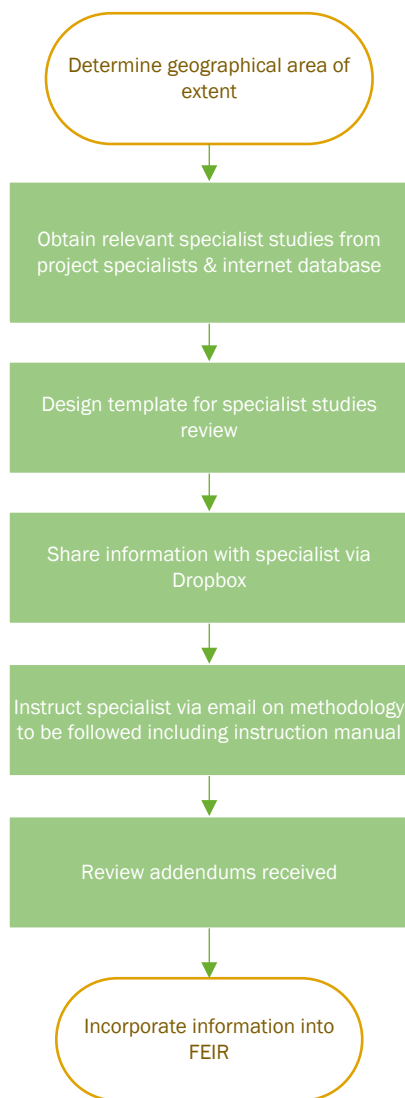 Determine geographical area of
extent
Obtain relevant specialist studies from
project specialists & internet database
Design template for specialist studies
review
Share information with specialist via
Dropbox
Instruct specialist via email on methodology
to be followed including instruction manual
Review addendums received
Incorporate information into
FEIR